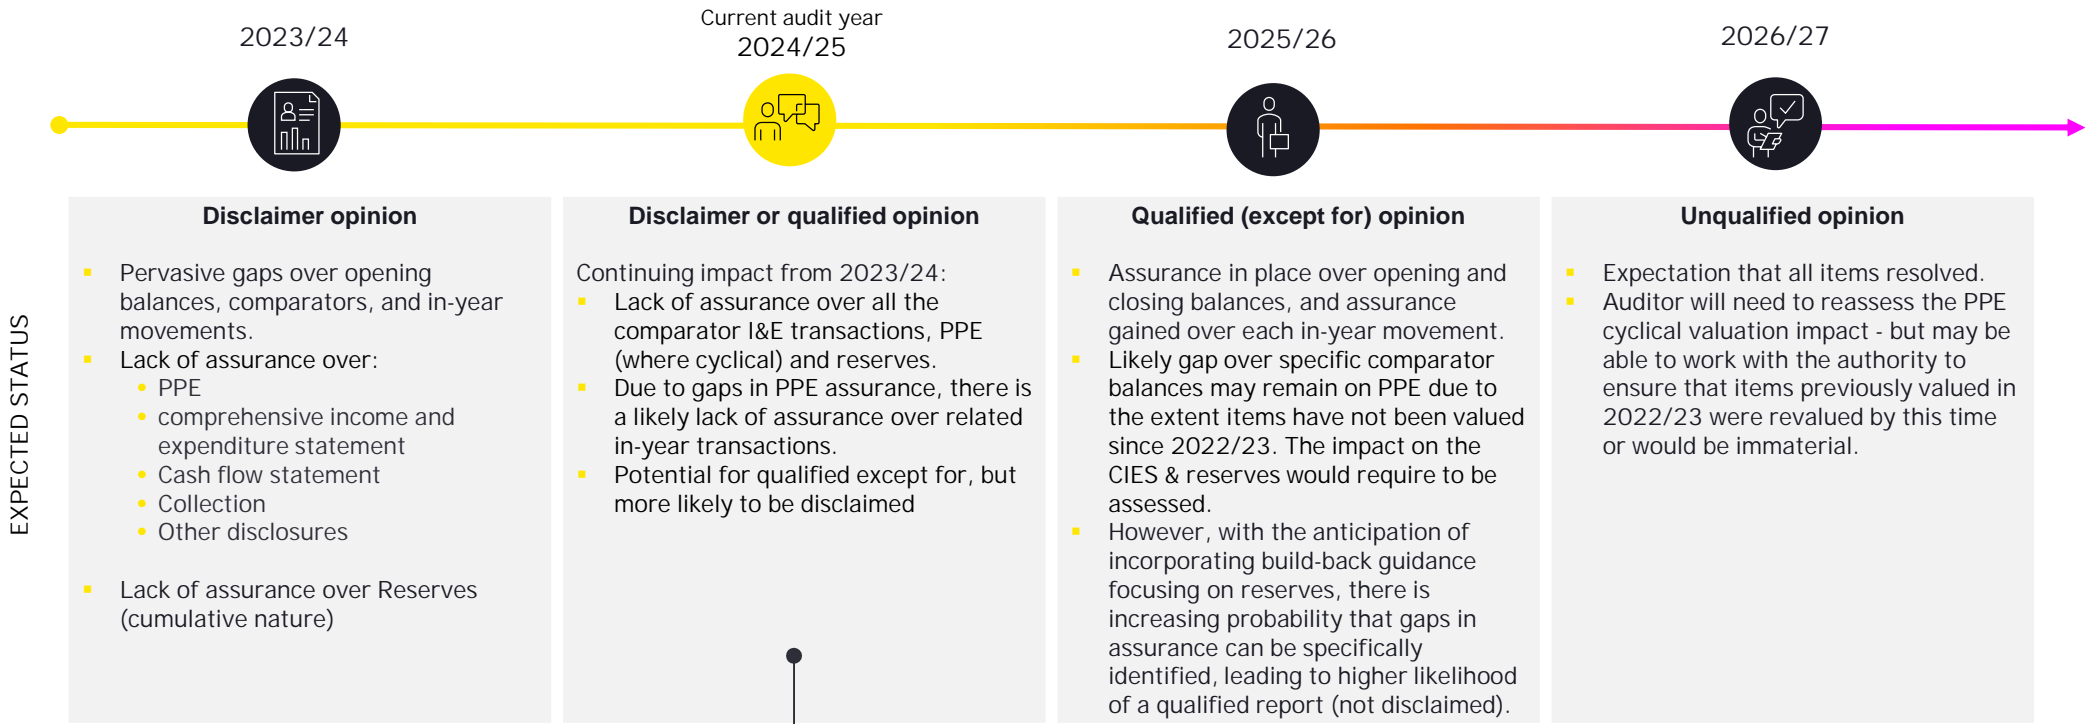 2023/24
Current audit year
2024/25
2025/26
2026/27
EXPECTED STATUS
Disclaimer opinion
▪ Pervasive gaps over opening
balances, comparators, and in-year
movements.
▪ Lack of assurance over:
• PPE
• comprehensive income and
expenditure statement
• Cash flow statement
• Collection
• Other disclosures
▪ Lack of assurance over Reserves
(cumulative nature)
Disclaimer or qualified opinion
Continuing impact from 2023/24:
▪ Lack of assurance over all the
comparator I&E transactions, PPE
(where cyclical) and reserves.
▪ Due to gaps in PPE assurance, there is
a likely lack of assurance over related
in-year transactions.
▪ Potential for qualified except for, but
more likely to be disclaimed
Qualified (except for) opinion
▪ Assurance in place over opening and
closing balances, and assurance
gained over each in-year movement.
▪ Likely gap over specific comparator
balances may remain on PPE due to
the extent items have not been valued
since 2022/23. The impact on the
CIES & reserves would require to be
assessed.
▪ However, with the anticipation of
incorporating build-back guidance
focusing on reserves, there is
increasing probability that gaps in
assurance can be specifically
identified, leading to higher likelihood
of a qualified report (not disclaimed).
Unqualified opinion
▪ Expectation that all items resolved.
▪ Auditor will need to reassess the PPE
cyclical valuation impact - but may be
able to work with the authority to
ensure that items previously valued in
2022/23 were revalued by this time
or would be immaterial.